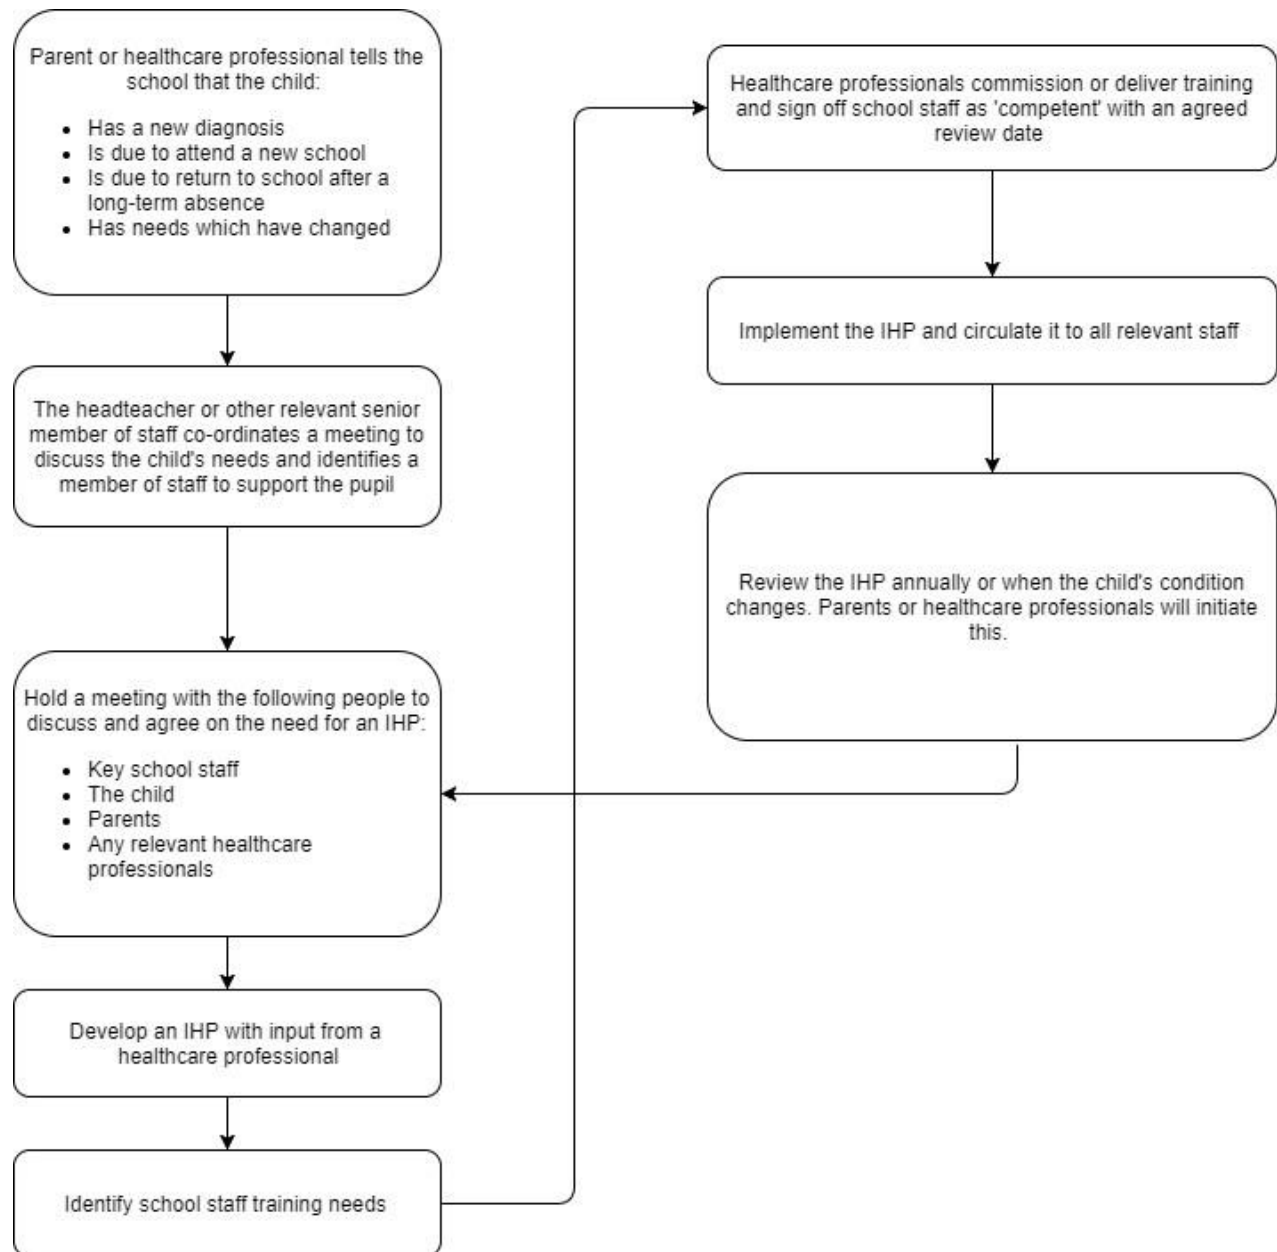 Parent or healthcare professional tells the
school that the child:
• Has a new diagnosis
• Is due to attend a new school
• Is due to return to school after a
long-term absence
• Has needs which have changed
The headteacher or other relevant senior
member of staff co-ordinates a meeting to
discuss the child's needs and identifies a
member of staff to support the pupil
Hold a meeting with the following people to
discuss and agree on the need for an IHP:
• Key school staff
• The child
• Parents
• Any relevant healthcare
professionals
Develop an IHP with input from a
healthcare professional
Identify school staff training needs
Healthcare professionals commission or deliver training
and sign off school staff as 'competent' with an agreed
review date
Implement the IHP and circulate it to all relevant staff
Review the IHP annually or when the child's condition
changes. Parents or healthcare professionals will initiate
this.